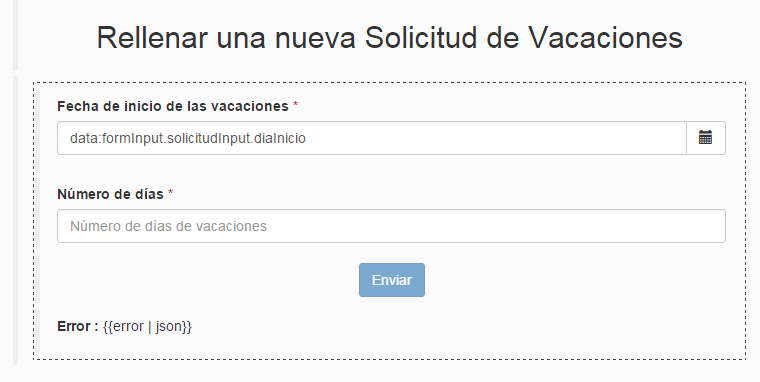 Rellenar una nueva Solicitud de Vacaciones
Fecha de inicio de las vacaciones *
data:formInput.solicitudInput.diaInicio
Número de días *
Número de días de vacaciones
Enviar
Error : {{error | json}}